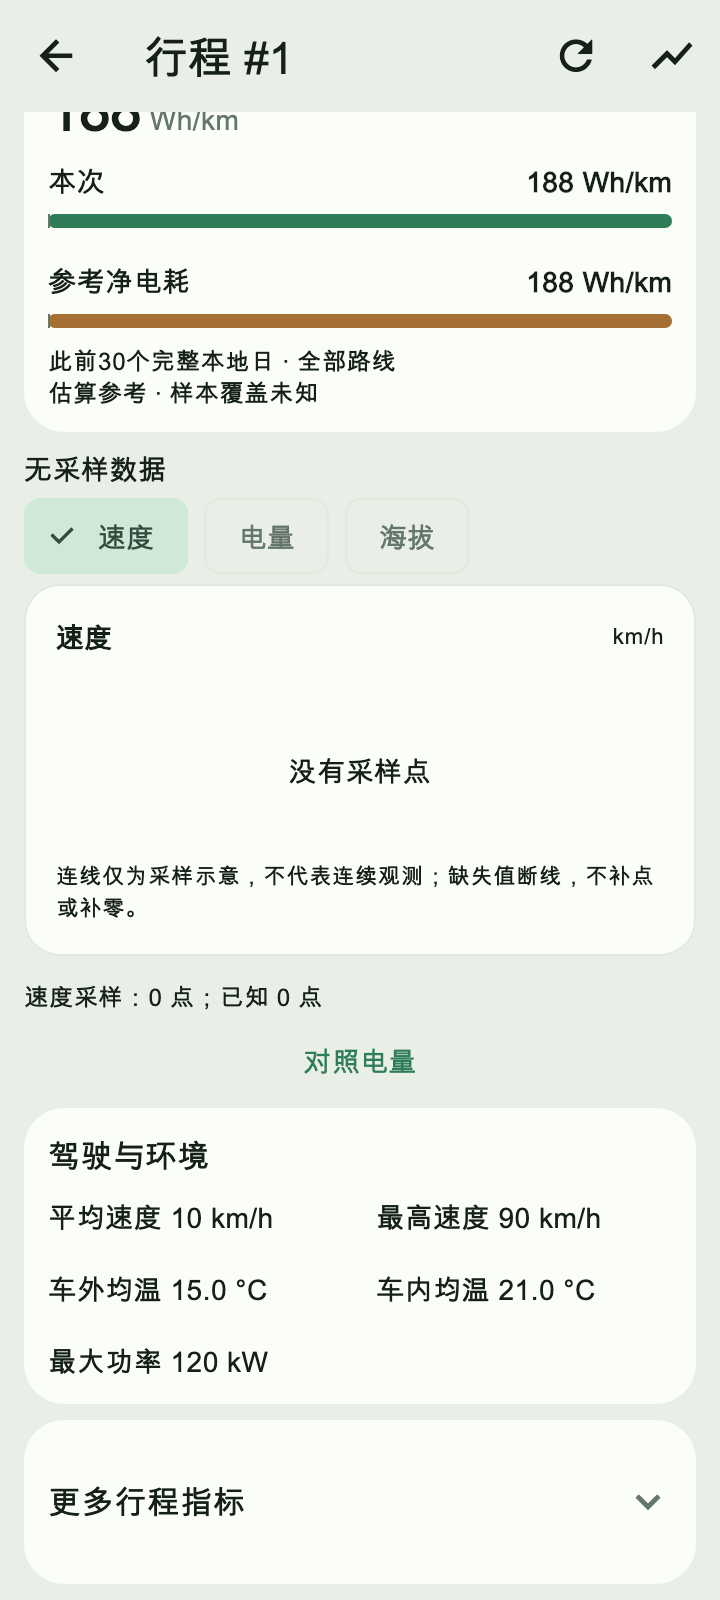 行程 #1
188 Wh/km
本次 188 Wh/km
参考净电耗 188 Wh/km
此前30个完整本地日 · 全部路线
估算参考 · 样本覆盖未知
无采样数据
速度 电量 海拔
速度 km/h
没有采样点
连线仅为采样示意，不代表连续观测；缺失值断线，不补点
或补零。
速度采样：0 点；已知 0 点
对照电量
驾驶与环境
平均速度 10 km/h 最高速度 90 km/h
车外均温 15.0 °C 车内均温 21.0 °C
最大功率 120 kW
更多行程指标